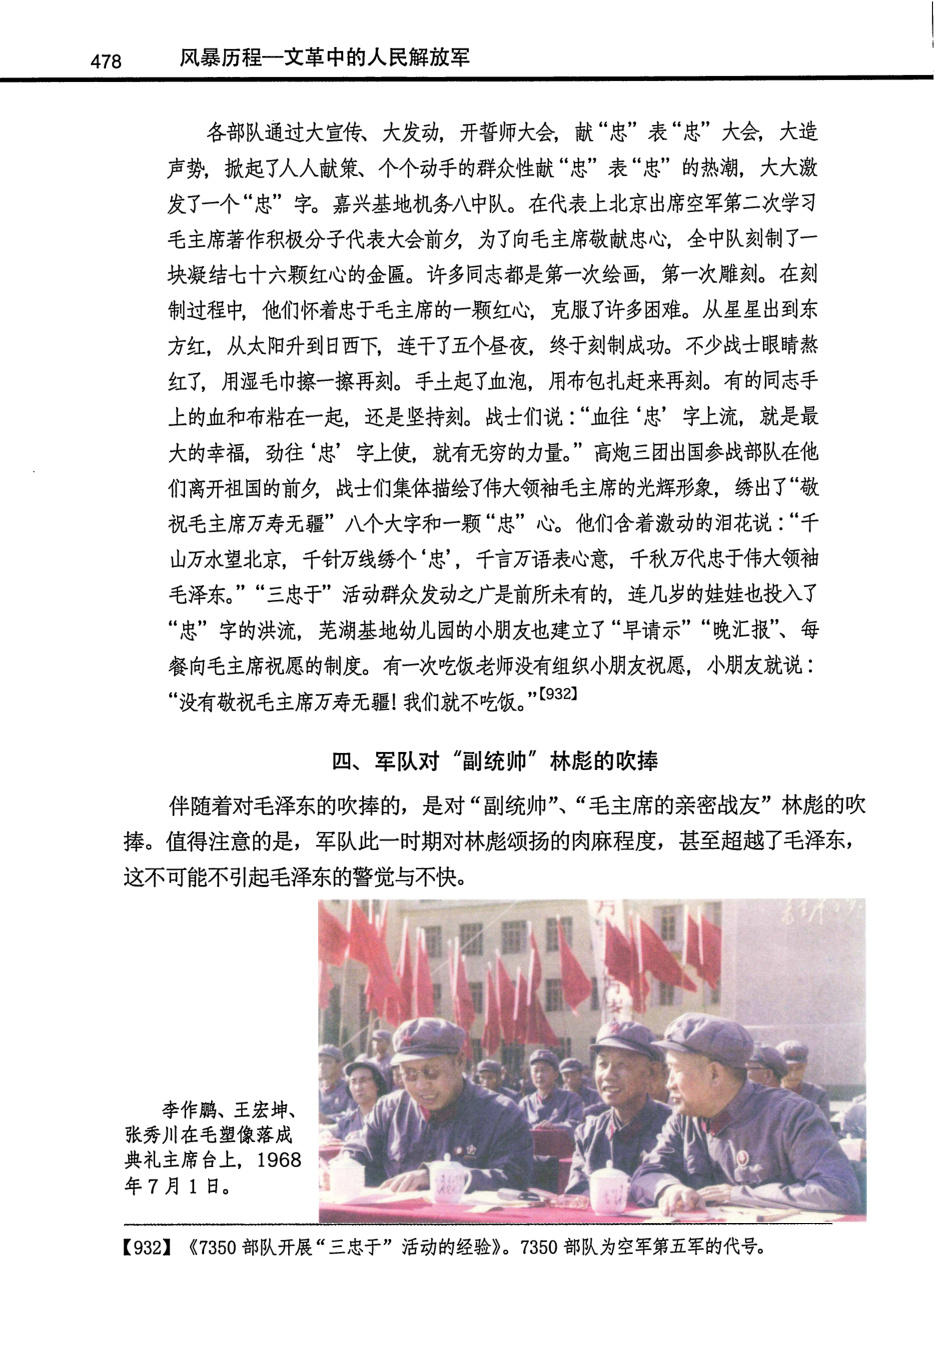 478 风暴历程—文革中的人民解放军
各部队通过大宣传、大发动，开誓师大会，献“忠”表“忠”大会，大造
声势，掀起了人人献策、个个动手的群众性献“忠”表“忠”的热潮，大大激
发了一个“忠”字。嘉兴基地机务八中队。在代表上北京出席空军第二次学习
毛主席著作积极分子代表大会前夕，为了向毛主席敬献忠心，全中队刻制了一
块凝结七十六颗红心的金匾。许多同志都是第一次绘画，第一次雕刻。在刻
制过程中，他们怀着忠于毛主席的一颗红心，克服了许多困难。从星星出到东
方红，从太阳升到日西下，连干了五个昼夜，终于刻制成功。不少战士眼睛熬
红了，用湿毛巾擦一擦再刻。手土起了血泡，用布包扎赶来再刻。有的同志手
上的血和布粘在一起，还是坚持刻。战士们说：“血往‘忠’字上流，就是最
大的幸福，劲往‘忠’字上使，就有无穷的力量。”高炮三团出国参战部队在他
们离开祖国的前夕，战士们集体描绘了伟大领袖毛主席的光辉形象，绣出了“敬
祝毛主席万寿无疆”八个大字和一颗“忠”心。他们含着激动的泪花说：“千
山万水望北京，千针万线绣个‘忠’，千言万语表心意，千秋万代忠于伟大领袖
毛泽东。”“三忠于”活动群众发动之广是前所未有的，连几岁的娃娃也投入了
“忠”字的洪流，芜湖基地幼儿园的小朋友也建立了“早请示”“晚汇报”、每
餐向毛主席祝愿的制度。有一次吃饭老师没有组织小朋友祝愿，小朋友就说：
“没有敬祝毛主席万寿无疆！我们就不吃饭。”【932】
四、军队对“副统帅”林彪的吹捧
伴随着对毛泽东的吹捧的，是对“副统帅”、“毛主席的亲密战友”林彪的吹
捧。值得注意的是，军队此一时期对林彪颂扬的肉麻程度，甚至超越了毛泽东，
这不可能不引起毛泽东的警觉与不快。
李作鹏、王宏坤、
张秀川在毛塑像落成
典礼主席台上，1968
年7月1日。
【932】《7350部队开展“三忠于”活动的经验》。7350部队为空军第五军的代号。